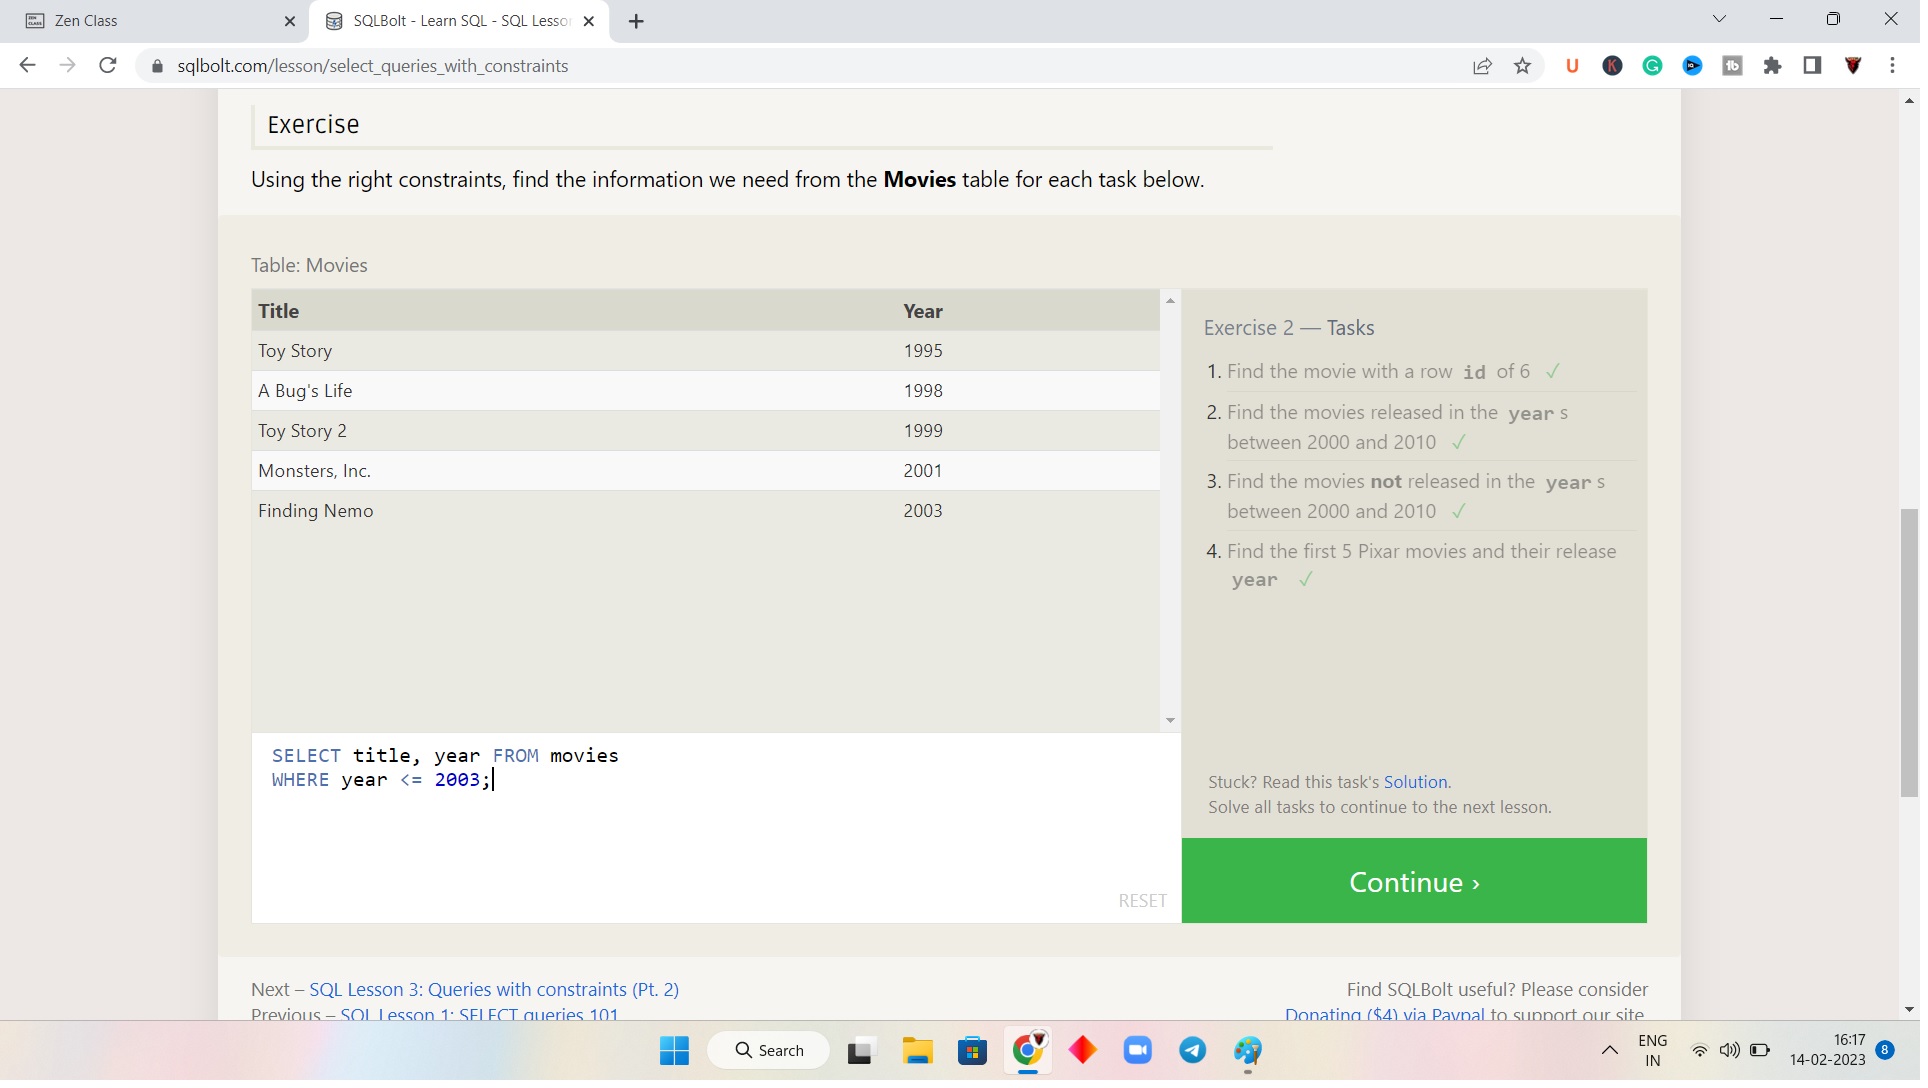 Zen Class
SQLBolt - Learn SQL - SQL Lesso
sqlbolt.com/lesson/select_queries_with_constraints
Exercise
Using the right constraints, find the information we need from the Movies table for each task below.
Table: Movies
Title Year
Toy Story 1995
A Bug's Life 1998
Toy Story 2 1999
Monsters, Inc. 2001
Finding Nemo 2003
Exercise 2 — Tasks
1. Find the movie with a row id of 6 ✓
2. Find the movies released in the year s
between 2000 and 2010 ✓
3. Find the movies not released in the year s
between 2000 and 2010 ✓
4. Find the first 5 Pixar movies and their release
year ✓
SELECT title, year FROM movies
WHERE year <= 2003;
RESET
Stuck? Read this task's Solution.
Solve all tasks to continue to the next lesson.
Continue ›
Next – SQL Lesson 3: Queries with constraints (Pt. 2)
Previous – SQL Lesson 1: SELECT queries 101
Find SQLBolt useful? Please consider
Donating ($4) via Paypal to support our site.
Search
ENG
IN
16:17
14-02-2023
8